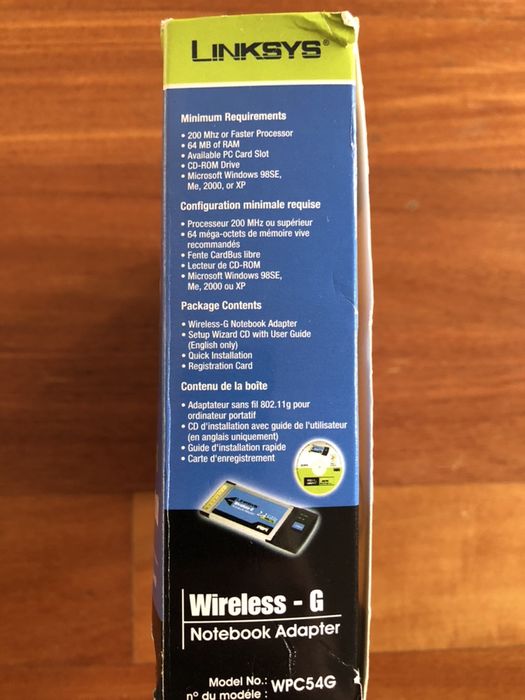 LINKSYS®
Minimum Requirements
• 200 Mhz or Faster Processor
• 64 MB of RAM
• Available PC Card Slot
• CD-ROM Drive
• Microsoft Windows 98SE,
Me, 2000, or XP
Configuration minimale requise
• Processeur 200 MHz ou supérieur
• 64 méga-octets de mémoire vive
recommandés
• Fente CardBus libre
• Lecteur de CD-ROM
• Microsoft Windows 98SE,
Me, 2000 ou XP
Package Contents
• Wireless-G Notebook Adapter
• Setup Wizard CD with User Guide
(English only)
• Quick Installation
• Registration Card
Contenu de la boîte
• Adaptateur sans fil 802.11g pour
ordinateur portatif
• CD d'installation avec guide de l'utilisateur
(en anglais uniquement)
• Guide d'installation rapide
• Carte d'enregistrement
Wireless - G
Notebook Adapter
Model No.:
n° du modéle : WPC54G